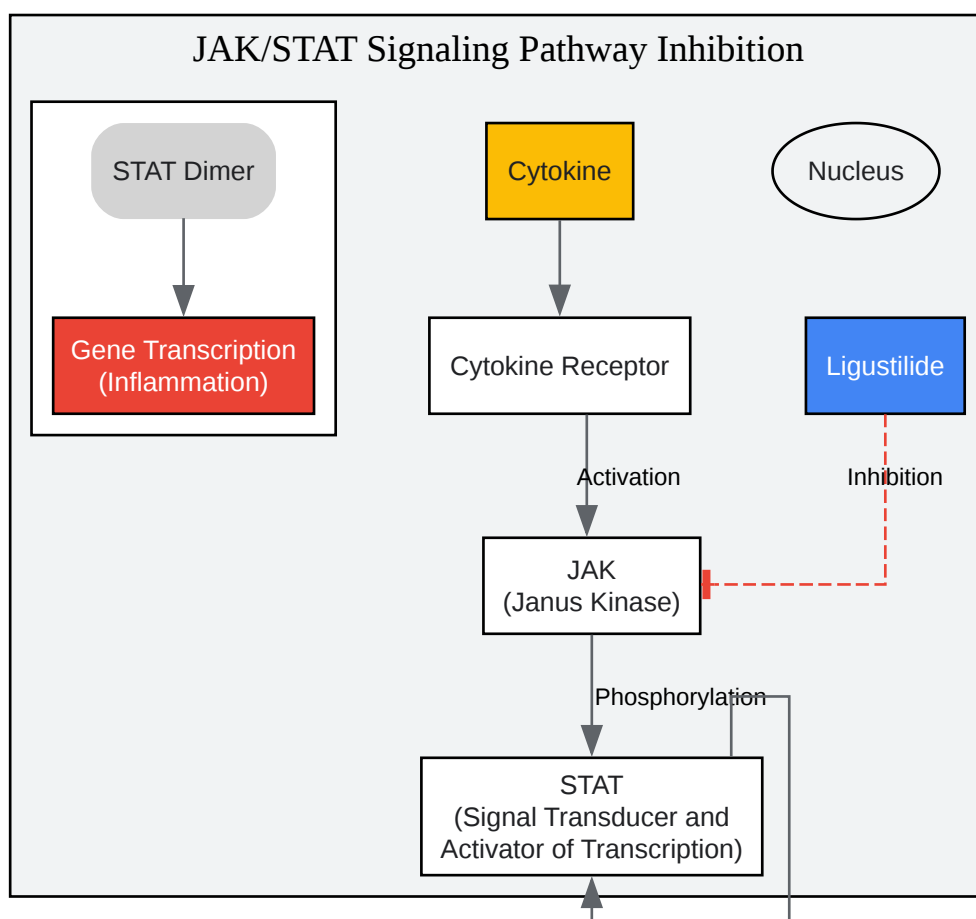 JAK/STAT Signaling Pathway Inhibition
STAT Dimer
Cytokine
Nucleus
Gene Transcription
(Inflammation)
Cytokine Receptor
Ligustilide
Activation
Inhibition
JAK
(Janus Kinase)
Phosphorylation
STAT
(Signal Transducer and
Activator of Transcription)